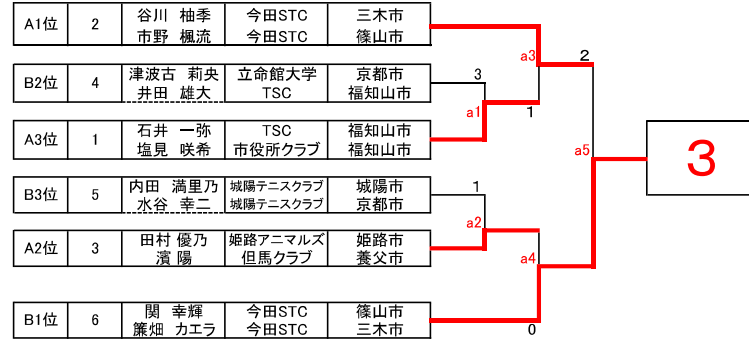 A1位 2 谷川 柚季 今田STC 三木市
市野 楓流 今田STC 篠山市
a3 2
B2位 4 津波古 莉央 立命館大学 京都市 3
井田 雄大 TSC 福知山市
a1 1
A3位 1 石井 一弥 TSC 福知山市
塩見 咲希 市役所クラブ 福知山市
a5 3
B3位 5 内田 満里乃 城陽テニスクラブ 城陽市 1
水谷 幸二 城陽テニスクラブ 京都市
a2
A2位 3 田村 優乃 姫路アニマルズ 姫路市
濱 陽 但馬クラブ 養父市
a4
B1位 6 関 幸輝 今田STC 篠山市
簾畑 カエラ 今田STC 三木市
0